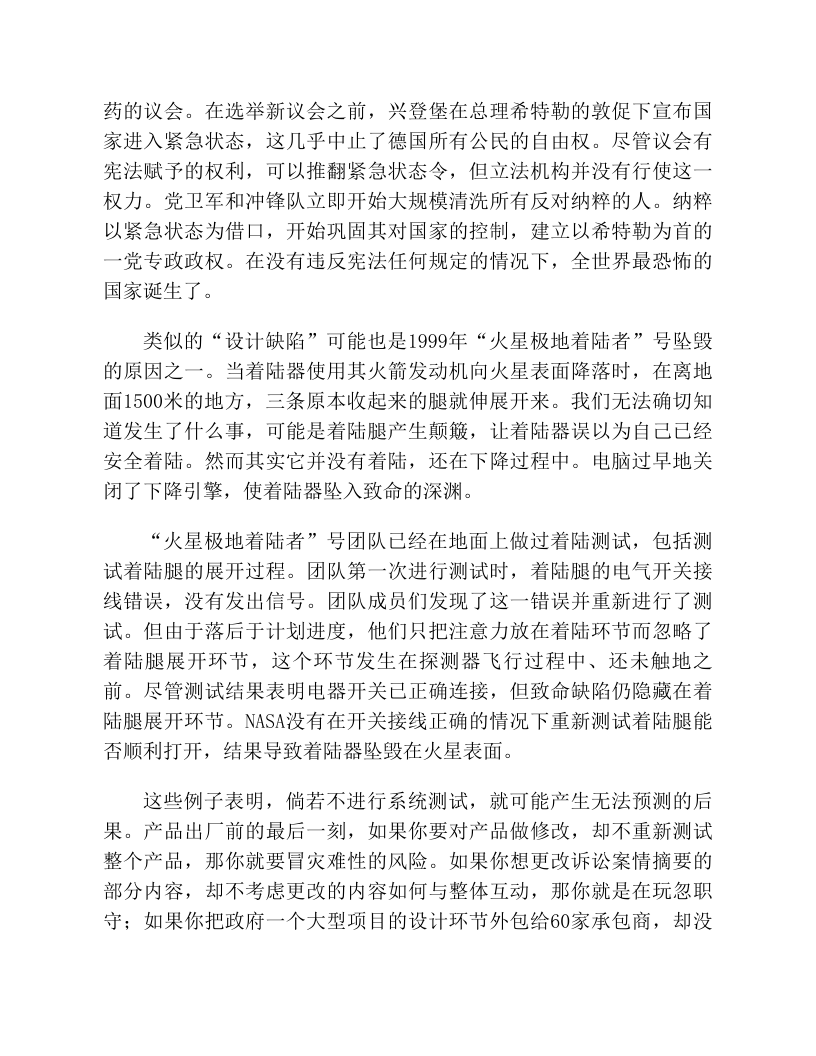 药的议会。在选举新议会之前，兴登堡在总理希特勒的敦促下宣布国
家进入紧急状态，这几乎中止了德国所有公民的自由权。尽管议会有
宪法赋予的权利，可以推翻紧急状态令，但立法机构并没有行使这一
权力。党卫军和冲锋队立即开始大规模清洗所有反对纳粹的人。纳粹
以紧急状态为借口，开始巩固其对国家的控制，建立以希特勒为首的
一党专政政权。在没有违反宪法任何规定的情况下，全世界最恐怖的
国家诞生了。
类似的“设计缺陷”可能也是1999年“火星极地着陆者”号坠毁
的原因之一。当着陆器使用其火箭发动机向火星表面降落时，在离地
面1500米的地方，三条原本收起来的腿就伸展开来。我们无法确切知
道发生了什么事，可能是着陆腿产生颠簸，让着陆器误以为自己已经
安全着陆。然而其实它并没有着陆，还在下降过程中。电脑过早地关
闭了下降引擎，使着陆器坠入致命的深渊。
“火星极地着陆者”号团队已经在地面上做过着陆测试，包括测
试着陆腿的展开过程。团队第一次进行测试时，着陆腿的电气开关接
线错误，没有发出信号。团队成员们发现了这一错误并重新进行了测
试。但由于落后于计划进度，他们只把注意力放在着陆环节而忽略了
着陆腿展开环节，这个环节发生在探测器飞行过程中、还未触地之
前。尽管测试结果表明电器开关已正确连接，但致命缺陷仍隐藏在着
陆腿展开环节。NASA没有在开关接线正确的情况下重新测试着陆腿能
否顺利打开，结果导致着陆器坠毁在火星表面。
这些例子表明，倘若不进行系统测试，就可能产生无法预测的后
果。产品出厂前的最后一刻，如果你要对产品做修改，却不重新测试
整个产品，那你就要冒灾难性的风险。如果你想更改诉讼案情摘要的
部分内容，却不考虑更改的内容如何与整体互动，那你就是在玩忽职
守；如果你把政府一个大型项目的设计环节外包给60家承包商，却没